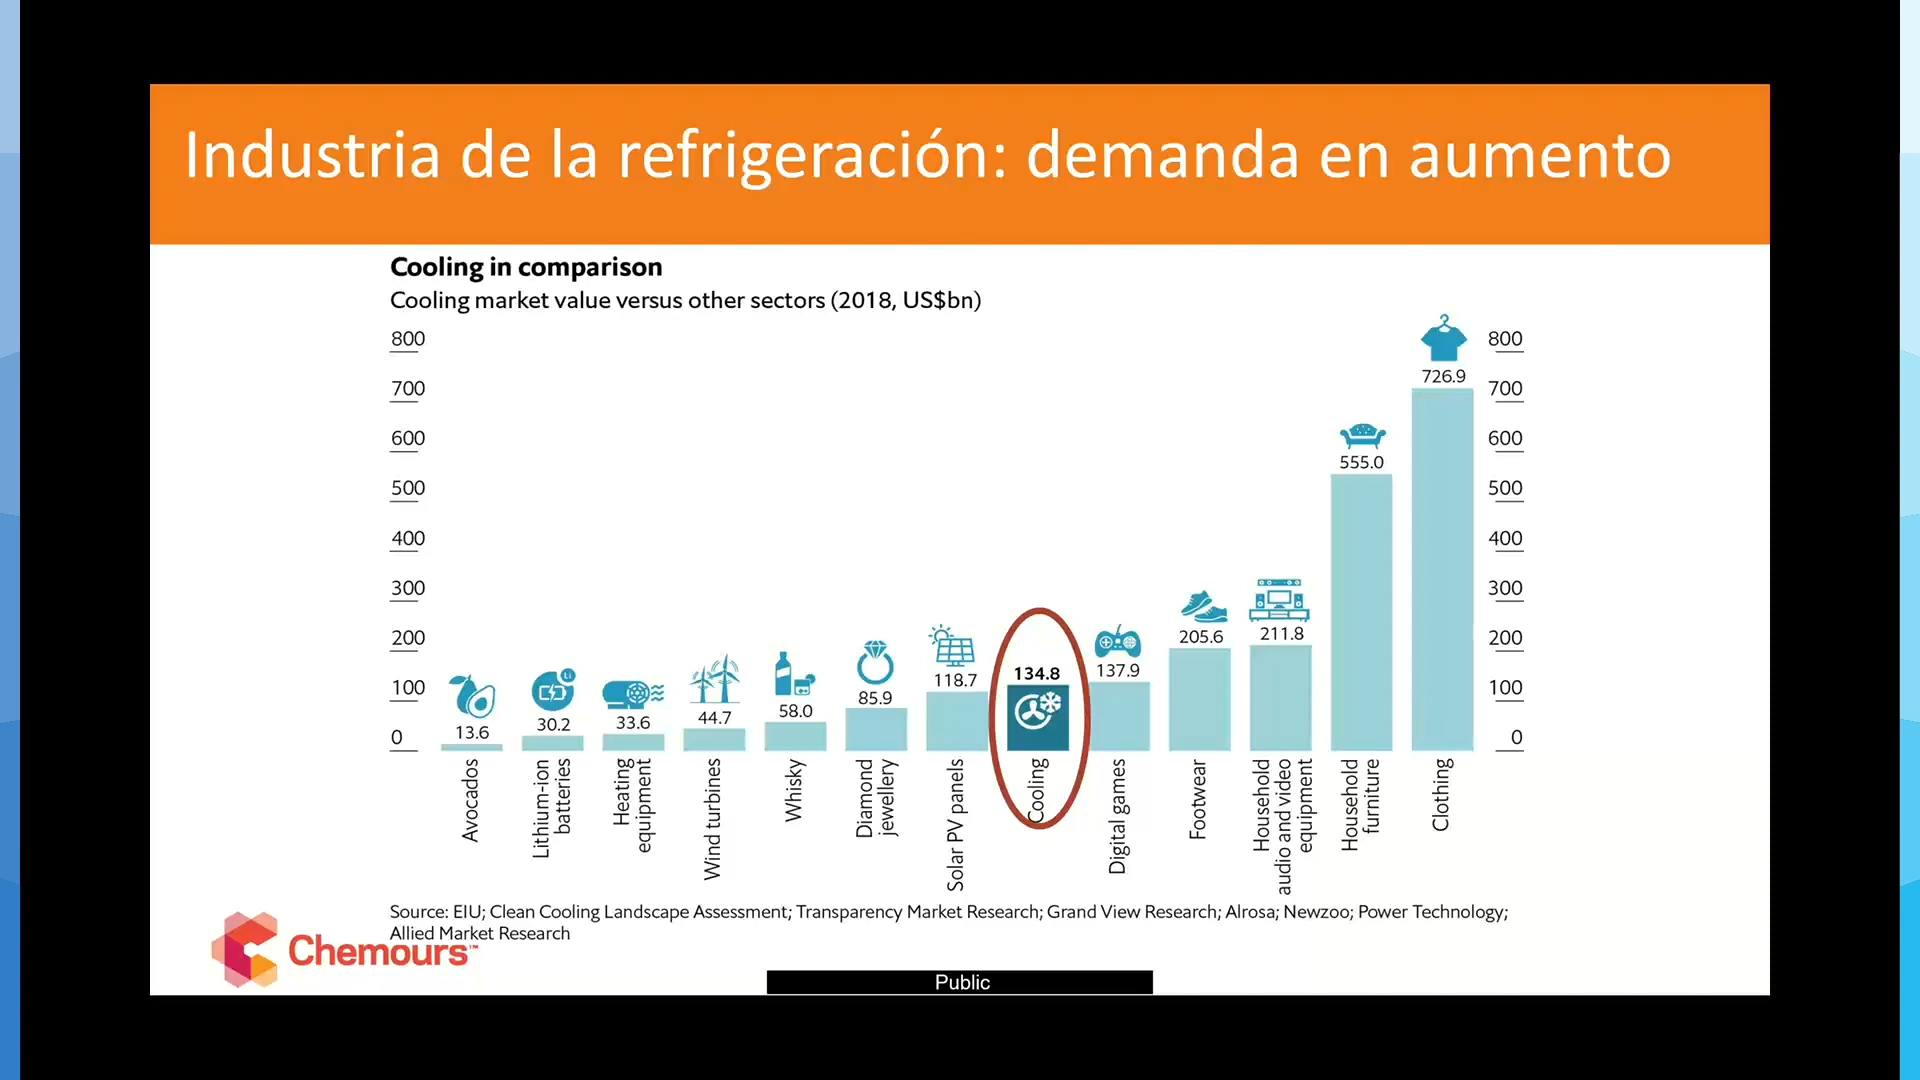 Industria de la refrigeración: demanda en aumento
Cooling in comparison
Cooling market value versus other sectors (2018, US$bn)
800
700
600
500
400
300
200
100
0
13.6
30.2
Li
33.6
44.7
58.0
85.9
118.7
134.8
137.9
205.6
211.8
555.0
726.9
800
700
600
500
400
300
200
100
0
Avocados
Lithium-ion
batteries
Heating
equipment
Wind turbines
Whisky
Diamond
jewellery
Solar PV panels
Cooling
Digital games
Footwear
Household
audio and video
equipment
Household
furniture
Clothing
Source: EIU; Clean Cooling Landscape Assessment; Transparency Market Research; Grand View Research; Alrosa; Newzoo; Power Technology;
Allied Market Research
Chemours™
Public